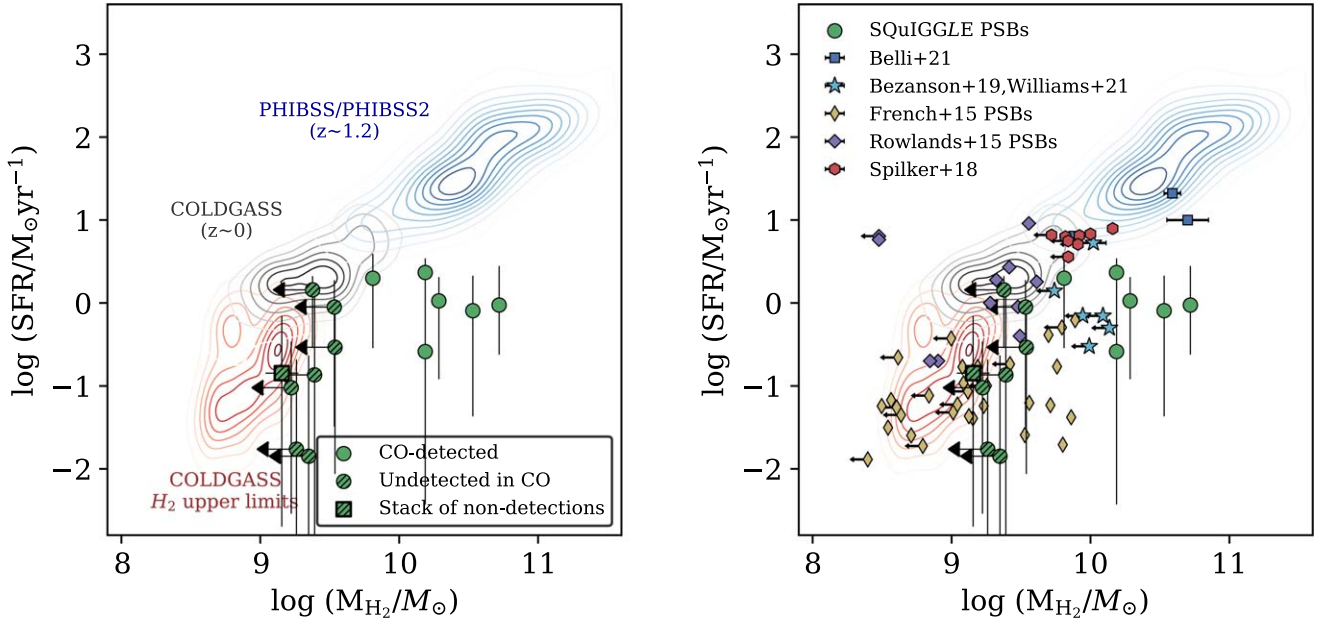 PHIBSS/PHIBSS2
(z~1.2)
COLDGASS
(z~0)
COLDGASS
H₂ upper limits
CO-detected
Undetected in CO
Stack of non-detections
3
2
1
0
−1
−2
8
9
10
11
log (SFR/M⊙yr⁻¹)
log (M_H₂/M⊙)
SQuIGGLE PSBs
Belli+21
Bezanson+19,Williams+21
French+15 PSBs
Rowlands+15 PSBs
Spilker+18
3
2
1
0
−1
−2
8
9
10
11
log (SFR/M⊙yr⁻¹)
log (M_H₂/M⊙)